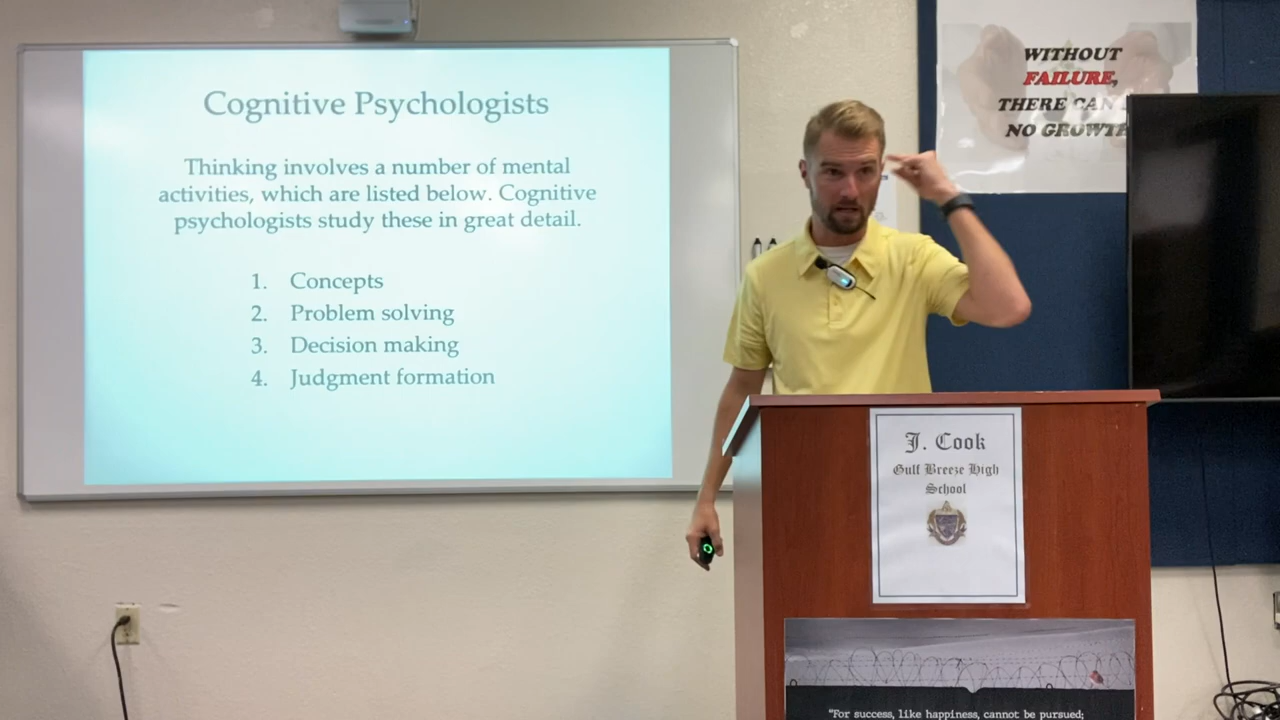 Cognitive Psychologists
Thinking involves a number of mental
activities, which are listed below. Cognitive
psychologists study these in great detail.
1. Concepts
2. Problem solving
3. Decision making
4. Judgment formation
WITHOUT
FAILURE,
THERE CAN
NO
J. Cook
Gulf Breeze High
School
"For success, like happiness, cannot be pursued;